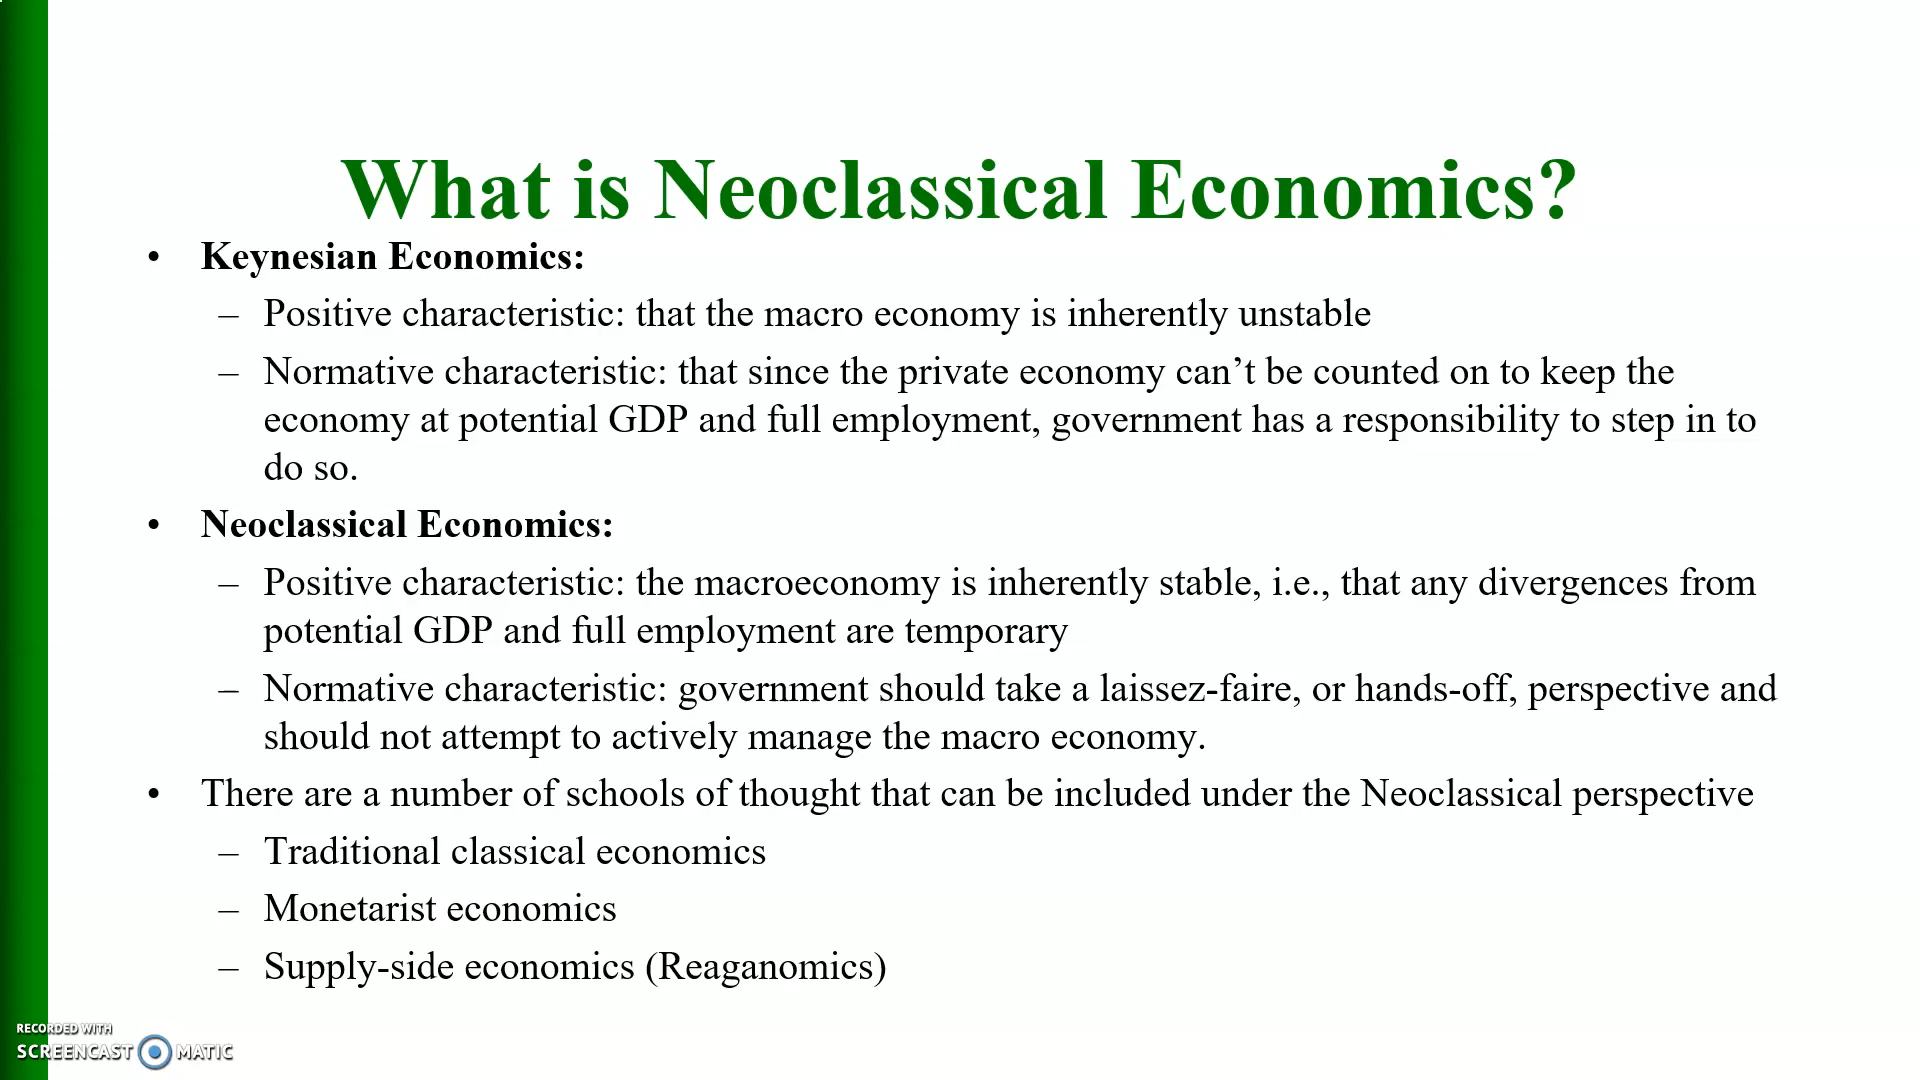 What is Neoclassical Economics?
• Keynesian Economics:
– Positive characteristic: that the macro economy is inherently unstable
– Normative characteristic: that since the private economy can’t be counted on to keep the
economy at potential GDP and full employment, government has a responsibility to step in to
do so.
• Neoclassical Economics:
– Positive characteristic: the macroeconomy is inherently stable, i.e., that any divergences from
potential GDP and full employment are temporary
– Normative characteristic: government should take a laissez-faire, or hands-off, perspective and
should not attempt to actively manage the macro economy.
• There are a number of schools of thought that can be included under the Neoclassical perspective
– Traditional classical economics
– Monetarist economics
– Supply-side economics (Reaganomics)
RECORDED WITH
SCREENCAST MATIC